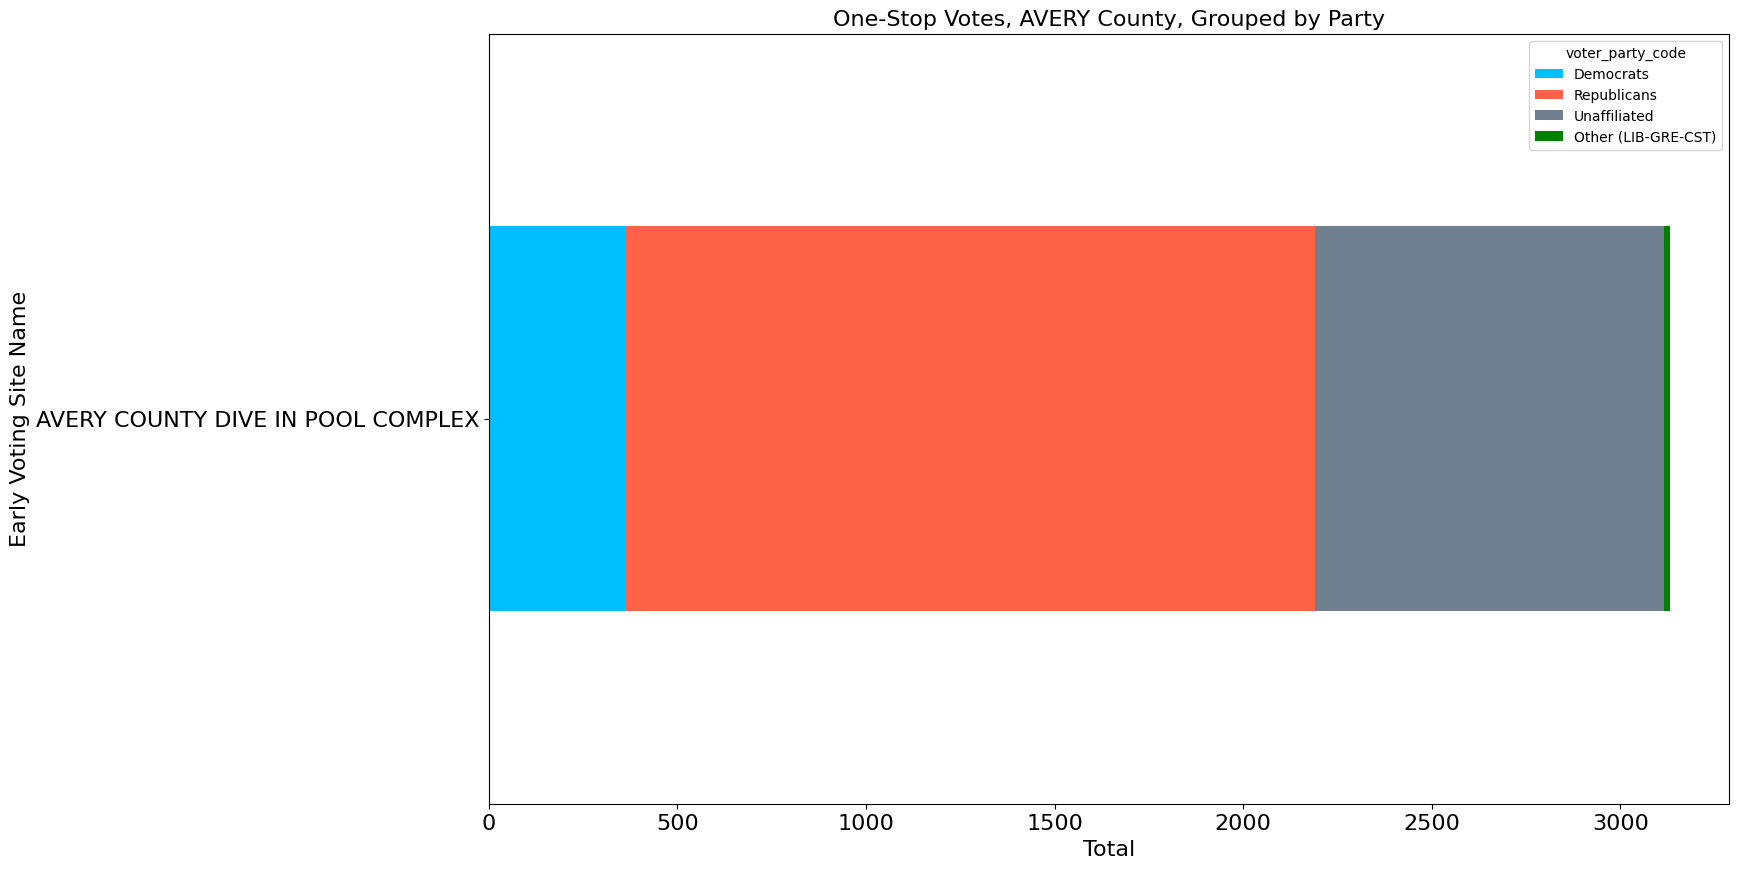 One-Stop Votes, AVERY County, Grouped by Party
voter_party_code
Democrats
Republicans
Unaffiliated
Other (LIB-GRE-CST)
Early Voting Site Name
AVERY COUNTY DIVE IN POOL COMPLEX
0 500 1000 1500 2000 2500 3000
Total